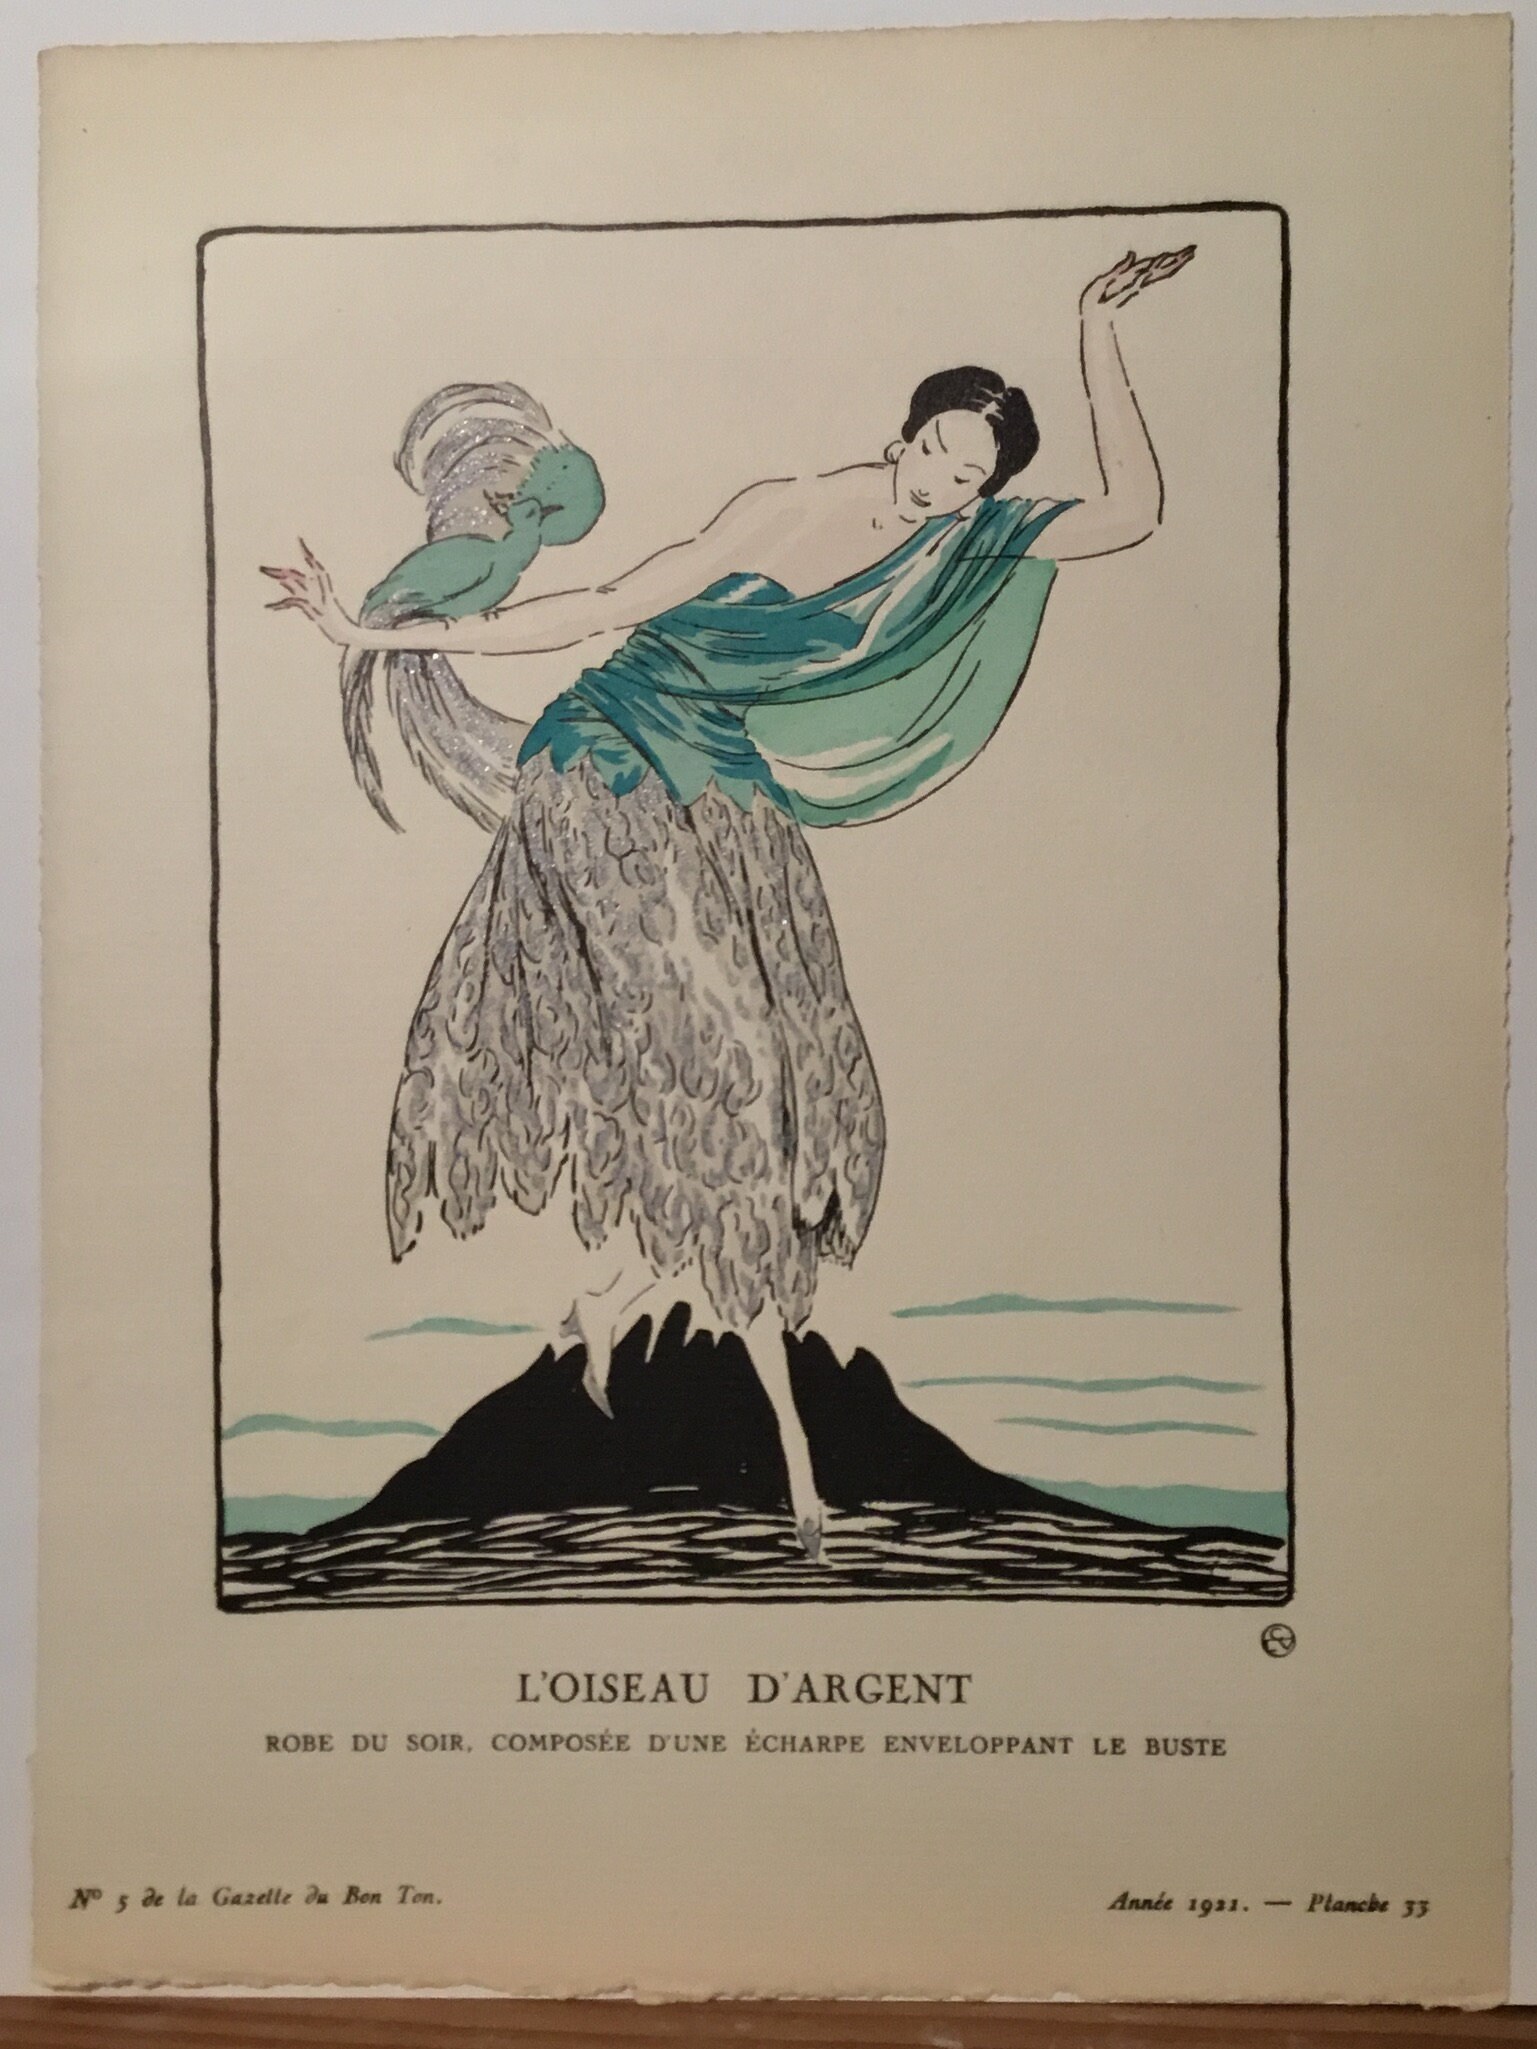 L'OISEAU D'ARGENT
ROBE DU SOIR, COMPOSÉE D'UNE ÉCHARPE ENVELOPPANT LE BUSTE
Nº 5 de la Gazette du Bon Ton.
Année 1921. — Planche 33